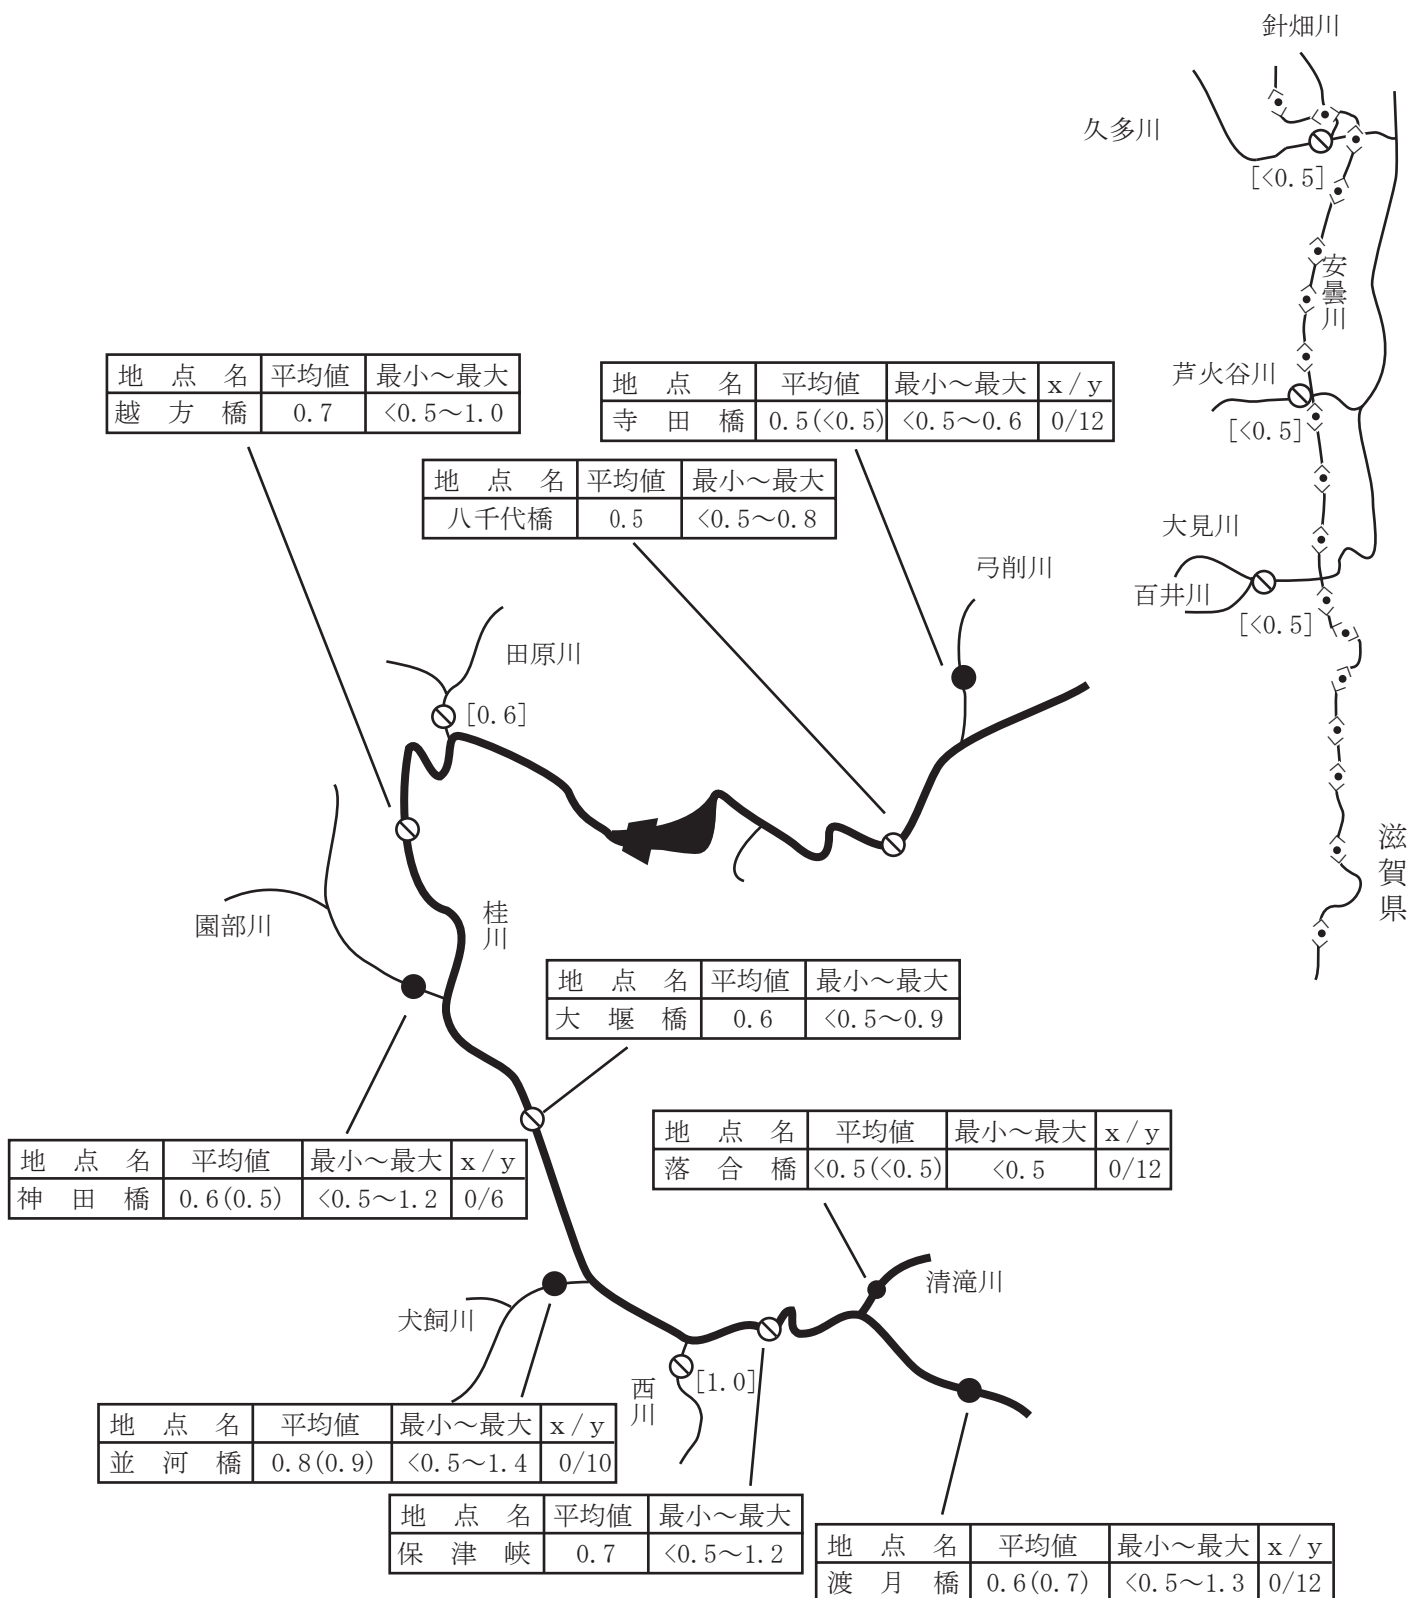 針畑川
久多川
[<0.5]
安曇川
芦火谷川
[<0.5]
大見川
百井川
[<0.5]
滋賀県
地点名 平均値 最小～最大
越方橋 0.7 <0.5～1.0
地点名 平均値 最小～最大 x/y
寺田橋 0.5(<0.5) <0.5～0.6 0/12
地点名 平均値 最小～最大
八千代橋 0.5 <0.5～0.8
弓削川
田原川
[0.6]
園部川
桂川
地点名 平均値 最小～最大
大堰橋 0.6 <0.5～0.9
地点名 平均値 最小～最大 x/y
神田橋 0.6(0.5) <0.5～1.2 0/6
地点名 平均値 最小～最大 x/y
落合橋 <0.5(<0.5) <0.5 0/12
清滝川
犬飼川
西川
[1.0]
地点名 平均値 最小～最大 x/y
並河橋 0.8(0.9) <0.5～1.4 0/10
地点名 平均値 最小～最大
保津峡 0.7 <0.5～1.2
地点名 平均値 最小～最大 x/y
渡月橋 0.6(0.7) <0.5～1.3 0/12